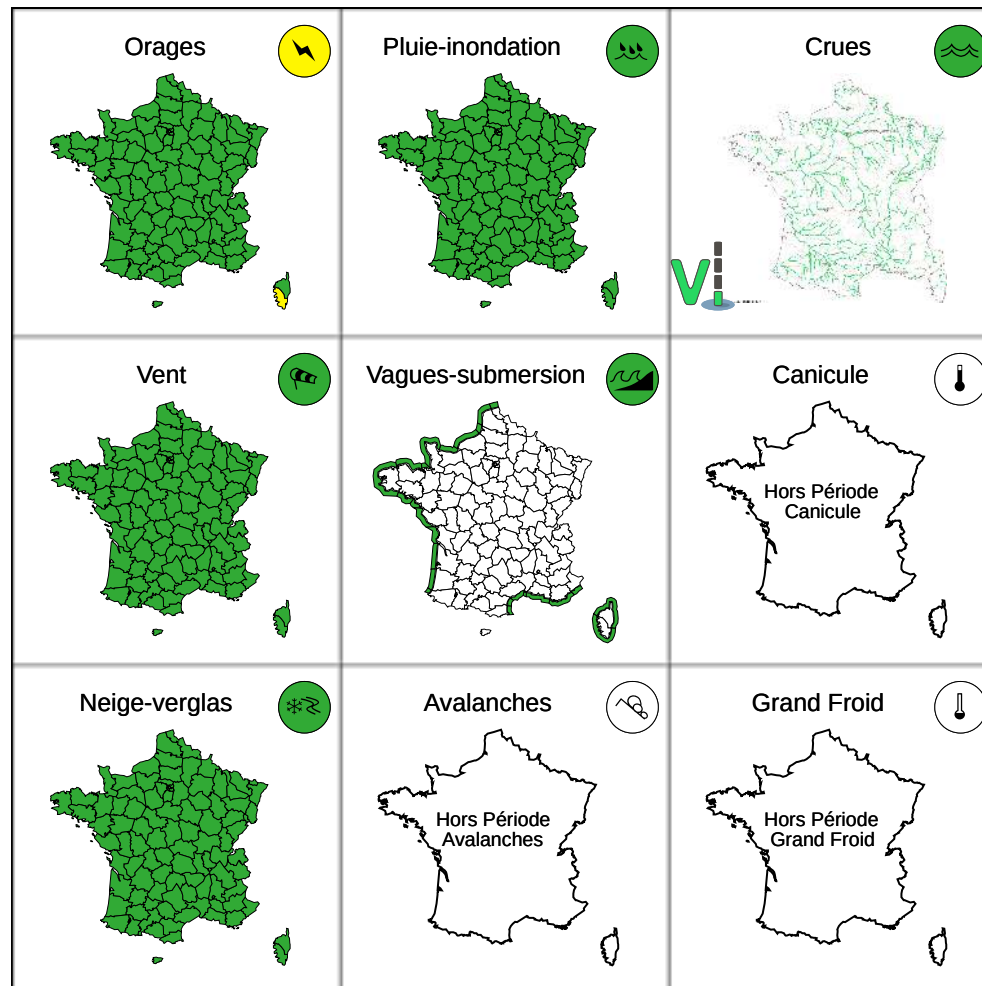 Orages
Pluie-inondation
Crues
Vi
Vent
Vagues-submersion
Canicule
Hors Période
Canicule
Neige-verglas
Avalanches
Grand Froid
Hors Période
Avalanches
Hors Période
Grand Froid